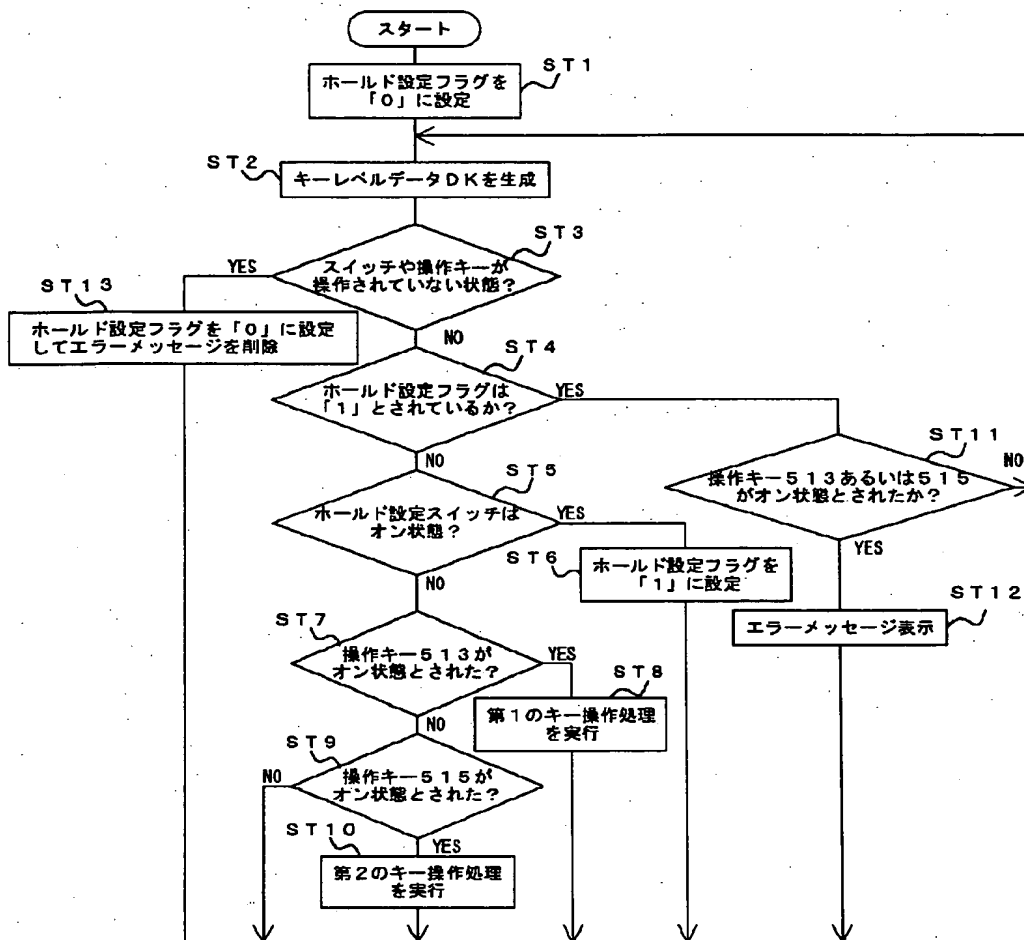 スタート
ST1
ホールド設定フラグを
「0」に設定
ST2
キーレベルデータDKを生成
ST3
スイッチや操作キーが
操作されていない状態?
YES
NO
ST13
ホールド設定フラグを「0」に設定
してエラーメッセージを削除
ST4
ホールド設定フラグは
「1」とされているか?
YES
NO
ST11
操作キー513あるいは515
がオン状態とされたか?
NO
YES
ST5
ホールド設定スイッチは
オン状態?
YES
NO
ST6
ホールド設定フラグを
「1」に設定
ST12
エラーメッセージ表示
ST7
操作キー513が
オン状態とされた?
YES
NO
ST8
第1のキー操作処理
を実行
ST9
操作キー515が
オン状態とされた?
NO
YES
ST10
第2のキー操作処理
を実行